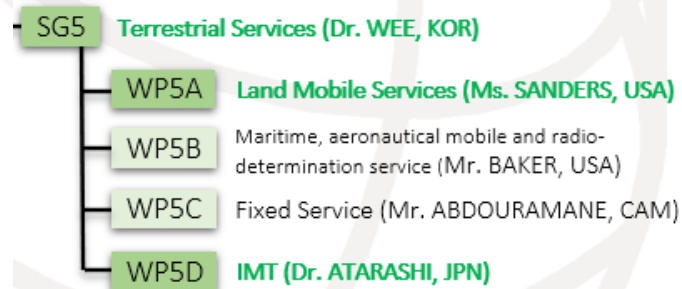 SG5 Terrestrial Services (Dr. WEE, KOR)
WP5A Land Mobile Services (Ms. SANDERS, USA)
WP5B Maritime, aeronautical mobile and radio-
determination service (Mr. BAKER, USA)
WP5C Fixed Service (Mr. ABDOURAMANE, CAM)
WP5D IMT (Dr. ATARASHI, JPN)